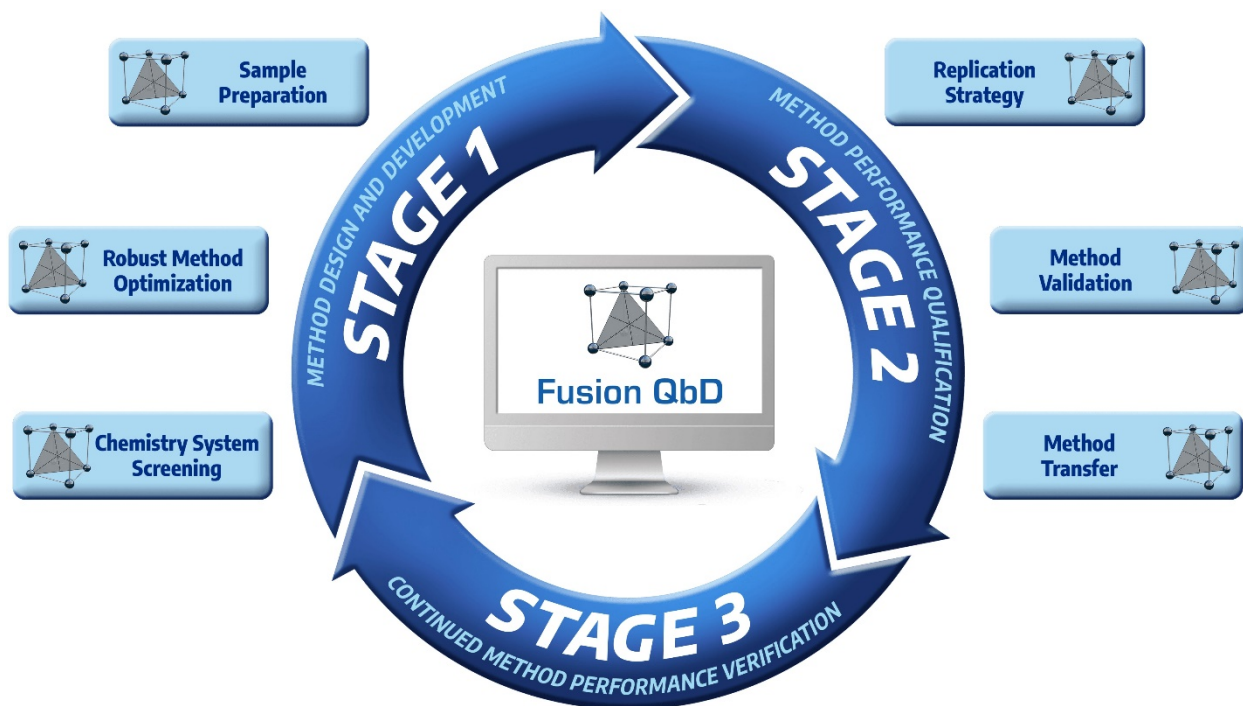 Sample
Preparation
Robust Method
Optimization
Chemistry System
Screening
METHOD DESIGN AND DEVELOPMENT
STAGE 1
Fusion QbD
STAGE 2
METHOD PERFORMANCE QUALIFICATION
STAGE 3
CONTINUED METHOD PERFORMANCE VERIFICATION
Replication
Strategy
Method
Validation
Method
Transfer